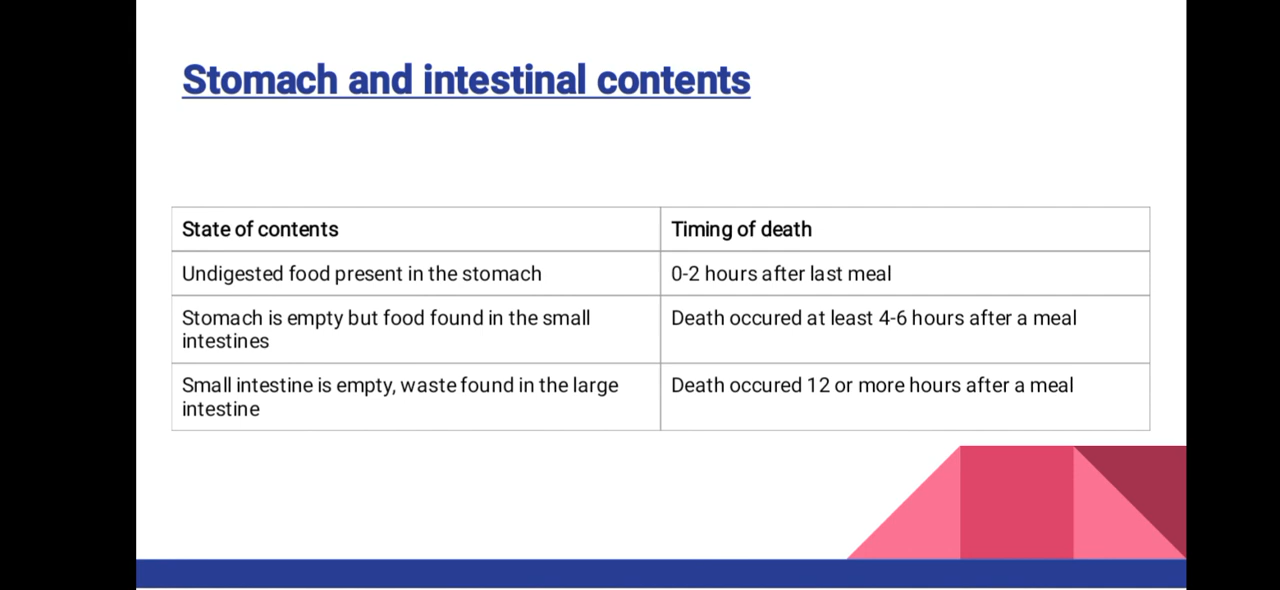 Stomach and intestinal contents
State of contents
Timing of death
Undigested food present in the stomach
0-2 hours after last meal
Stomach is empty but food found in the small
intestines
Death occured at least 4-6 hours after a meal
Small intestine is empty, waste found in the large
intestine
Death occured 12 or more hours after a meal